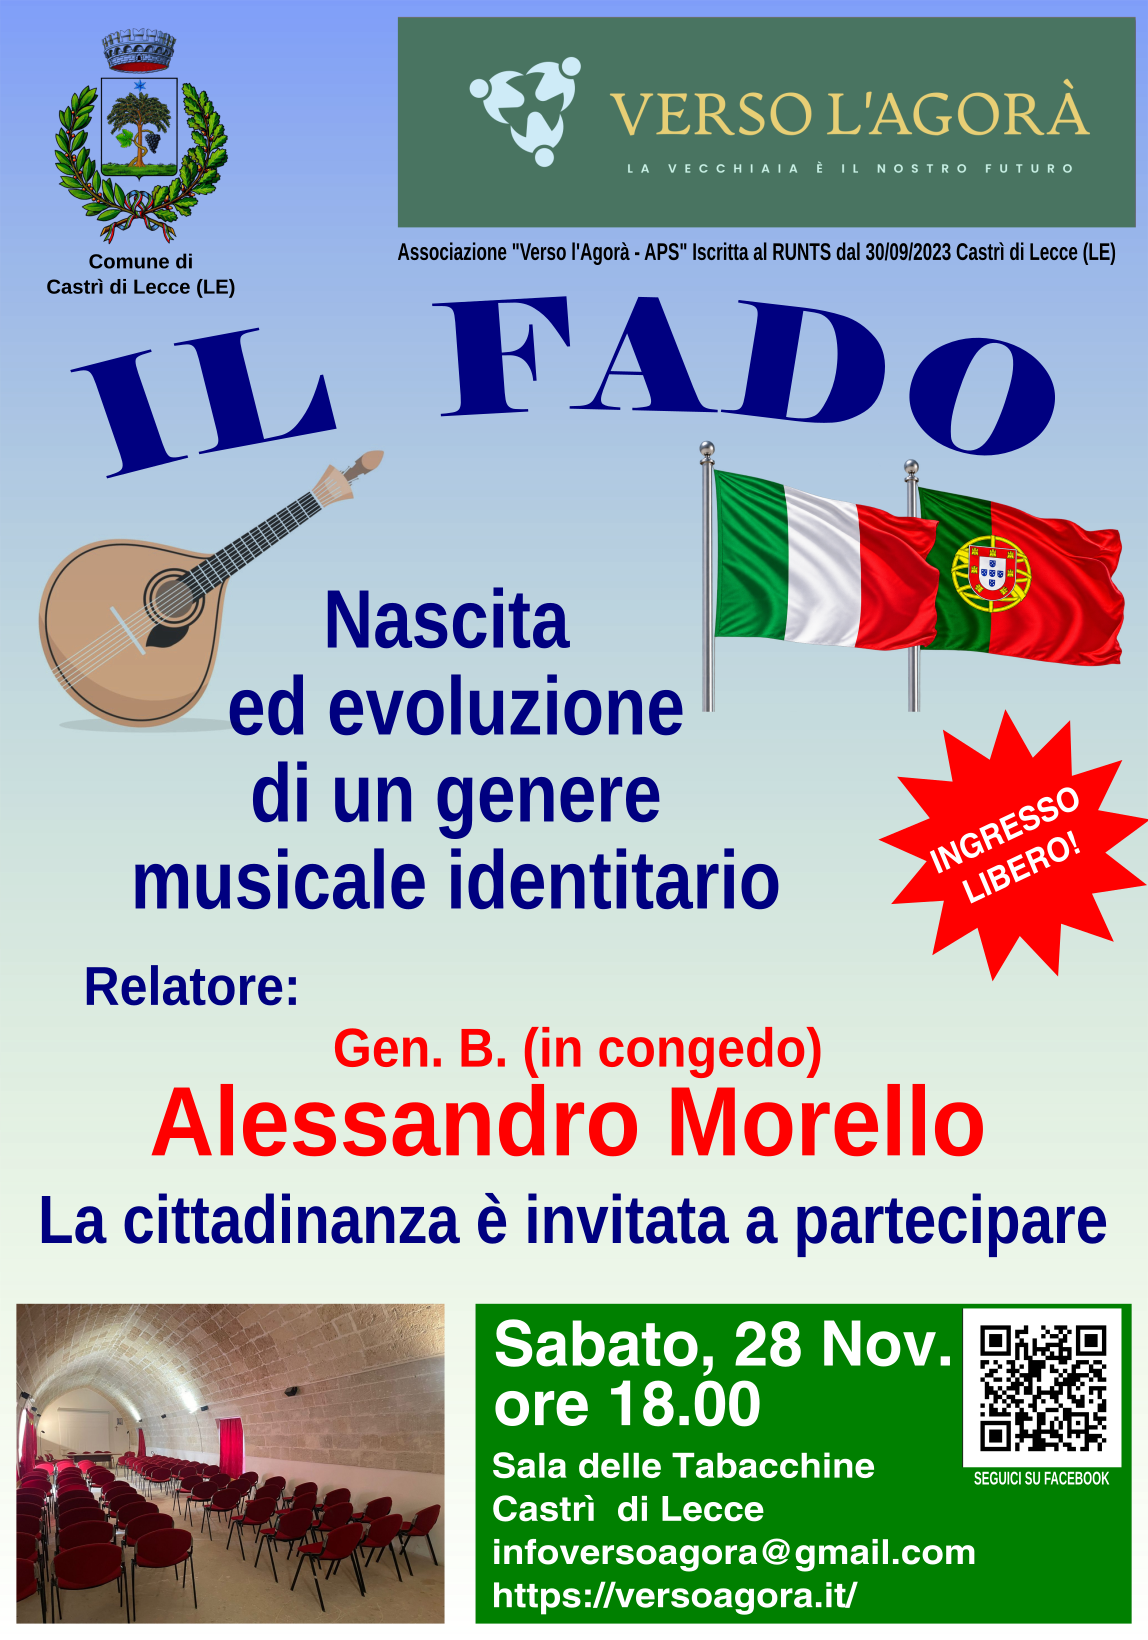 VERSO L'AGORÀ
LA VECCHIAIA È IL NOSTRO FUTURO
Comune di
Castrì di Lecce (LE)
Associazione "Verso l'Agorà - APS" Iscritta al RUNTS dal 30/09/2023 Castrì di Lecce (LE)
IL FADO
Nascita
ed evoluzione
di un genere
musicale identitario
INGRESSO
LIBERO!
Relatore:
Gen. B. (in congedo)
Alessandro Morello
La cittadinanza è invitata a partecipare
Sabato, 28 Nov.
ore 18.00
Sala delle Tabacchine
Castrì  di Lecce
infoversoagora@gmail.com
https://versoagora.it/
SEGUICI SU FACEBOOK